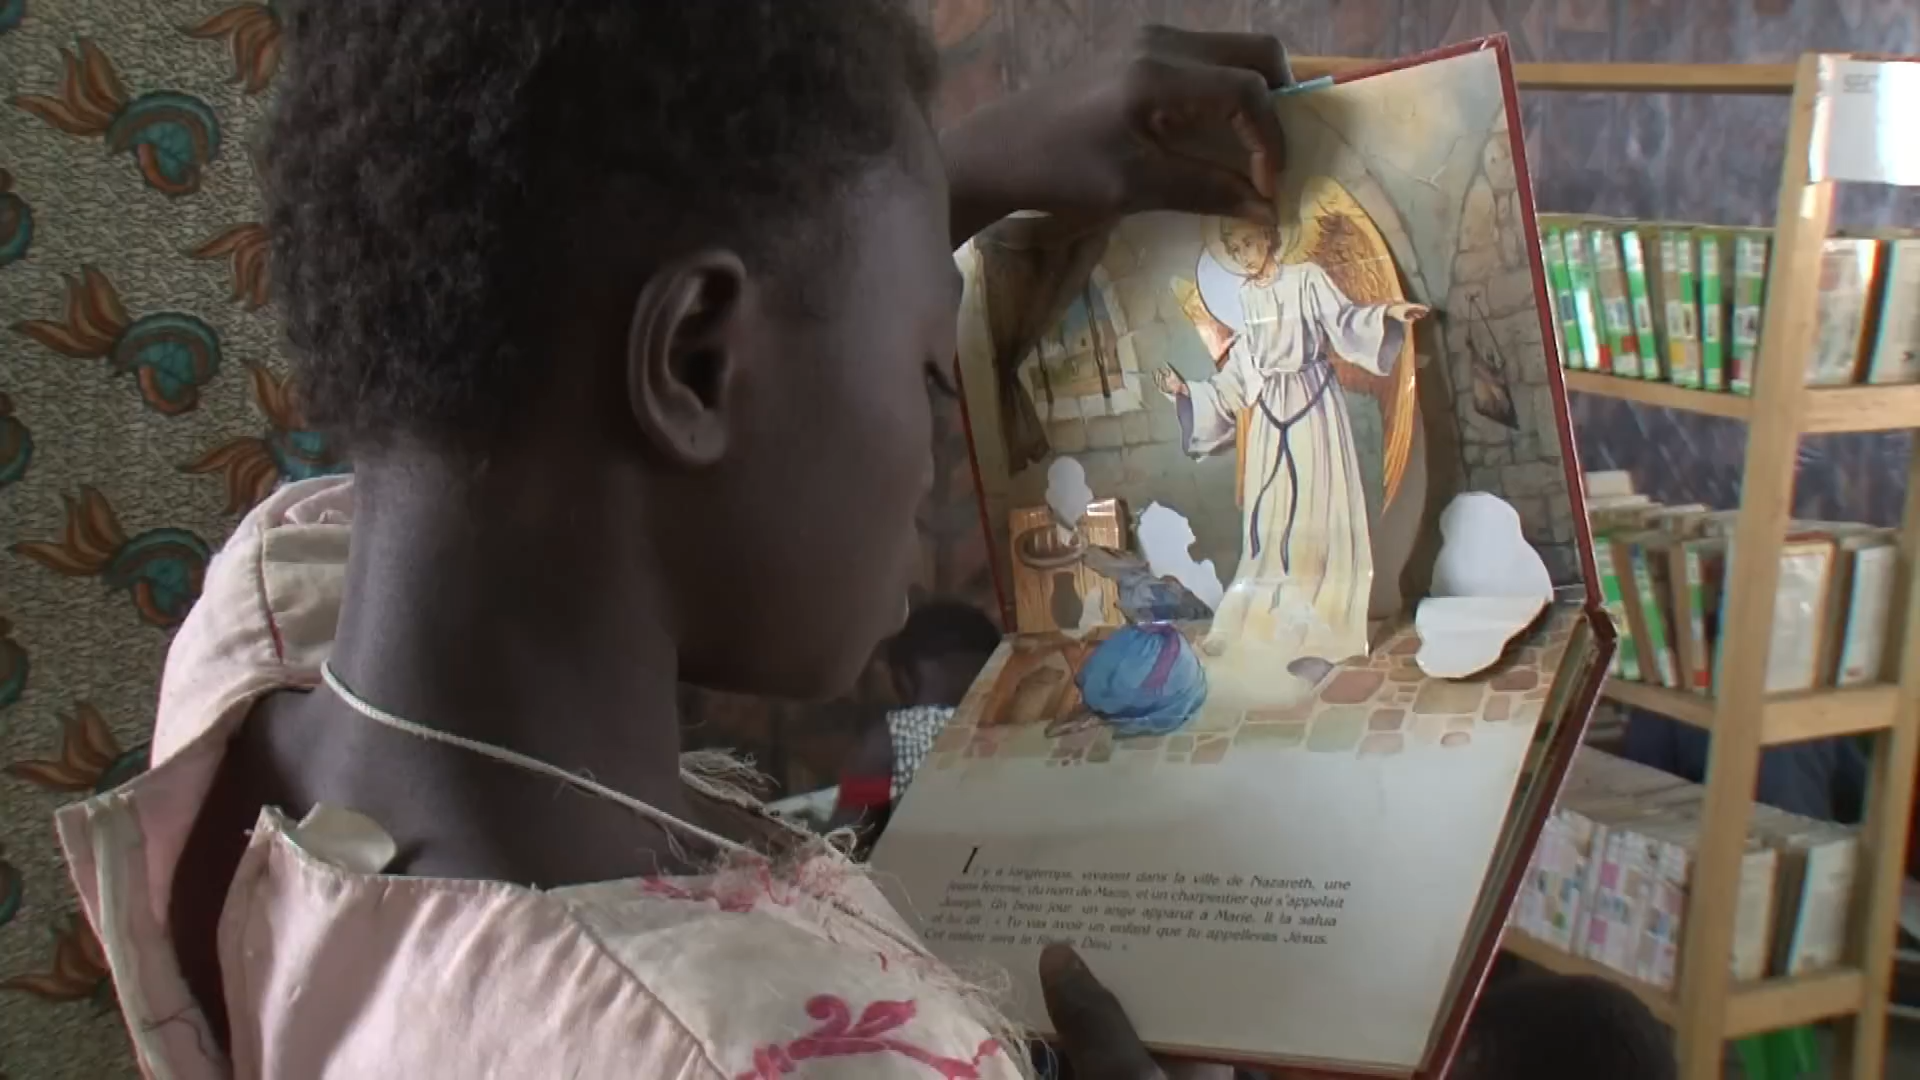 Il y a longtemps, vivaient dans la ville de Nazareth, une
jeune femme, du nom de Marie, et un charpentier qui s'appelait
Joseph. Un beau jour, un ange apparut à Marie. Il la salua
et lui dit : « Tu vas avoir un enfant que tu appelleras Jésus.
Cet enfant sera le fils de Dieu. »